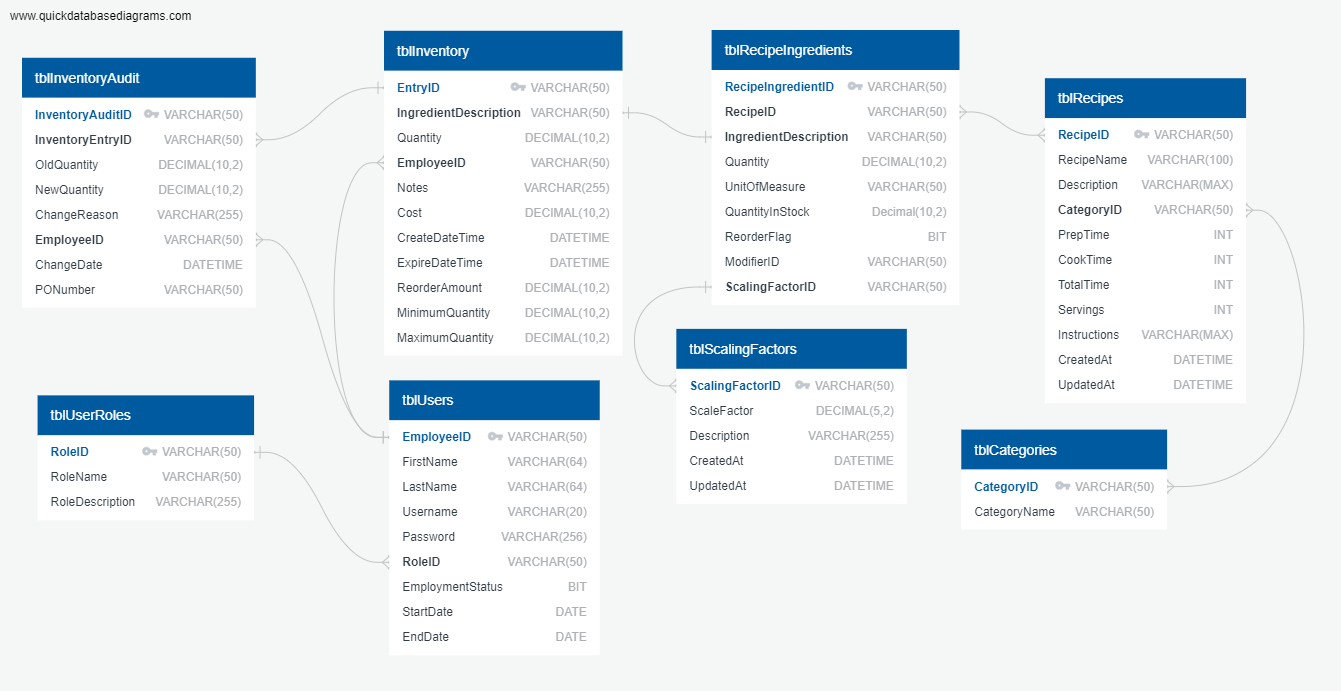 www.quickdatabasediagrams.com
tblInventoryAudit
InventoryAuditID VARCHAR(50)
InventoryEntryID VARCHAR(50)
OldQuantity DECIMAL(10,2)
NewQuantity DECIMAL(10,2)
ChangeReason VARCHAR(255)
EmployeeID VARCHAR(50)
ChangeDate DATETIME
PONumber VARCHAR(50)
tblInventory
EntryID VARCHAR(50)
IngredientDescription VARCHAR(50)
Quantity DECIMAL(10,2)
EmployeeID VARCHAR(50)
Notes VARCHAR(255)
Cost DECIMAL(10,2)
CreateDateTime DATETIME
ExpireDateTime DATETIME
ReorderAmount DECIMAL(10,2)
MinimumQuantity DECIMAL(10,2)
MaximumQuantity DECIMAL(10,2)
tblRecipeIngredients
RecipeIngredientID VARCHAR(50)
RecipeID VARCHAR(50)
IngredientDescription VARCHAR(50)
Quantity DECIMAL(10,2)
UnitOfMeasure VARCHAR(50)
QuantityInStock Decimal(10,2)
ReorderFlag BIT
ModifierID VARCHAR(50)
ScalingFactorID VARCHAR(50)
tblRecipes
RecipeID VARCHAR(50)
RecipeName VARCHAR(100)
Description VARCHAR(MAX)
CategoryID VARCHAR(50)
PrepTime INT
CookTime INT
TotalTime INT
Servings INT
Instructions VARCHAR(MAX)
CreatedAt DATETIME
UpdatedAt DATETIME
tblUserRoles
RoleID VARCHAR(50)
RoleName VARCHAR(50)
RoleDescription VARCHAR(255)
tblUsers
EmployeeID VARCHAR(50)
FirstName VARCHAR(64)
LastName VARCHAR(64)
Username VARCHAR(20)
Password VARCHAR(256)
RoleID VARCHAR(50)
EmploymentStatus BIT
StartDate DATE
EndDate DATE
tblScalingFactors
ScalingFactorID VARCHAR(50)
ScaleFactor DECIMAL(5,2)
Description VARCHAR(255)
CreatedAt DATETIME
UpdatedAt DATETIME
tblCategories
CategoryID VARCHAR(50)
CategoryName VARCHAR(50)